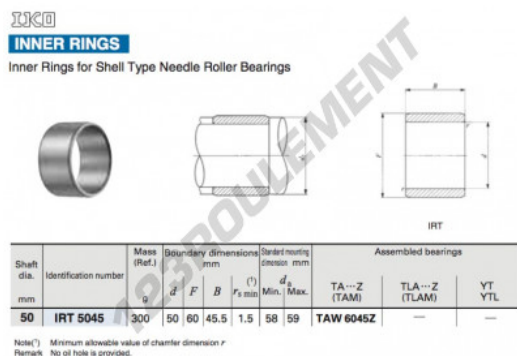 IKO
INNER RINGS
Inner Rings for Shell Type Needle Roller Bearings
123ROULEMENT
B
r
r
F
d
IRT
Shaft dia. mm
Identification number
Mass (Ref.) g
Boundary dimensions mm
d F B rs min (1)
Standard mounting dimension mm
da Min. Max.
Assembled bearings
TA···Z (TAM)
TLA···Z (TLAM)
YT YTL
50 IRT 5045 300 50 60 45.5 1.5 58 59 TAW 6045Z — —
Note(1) Minimum allowable value of chamfer dimension r
Remark No oil hole is provided.